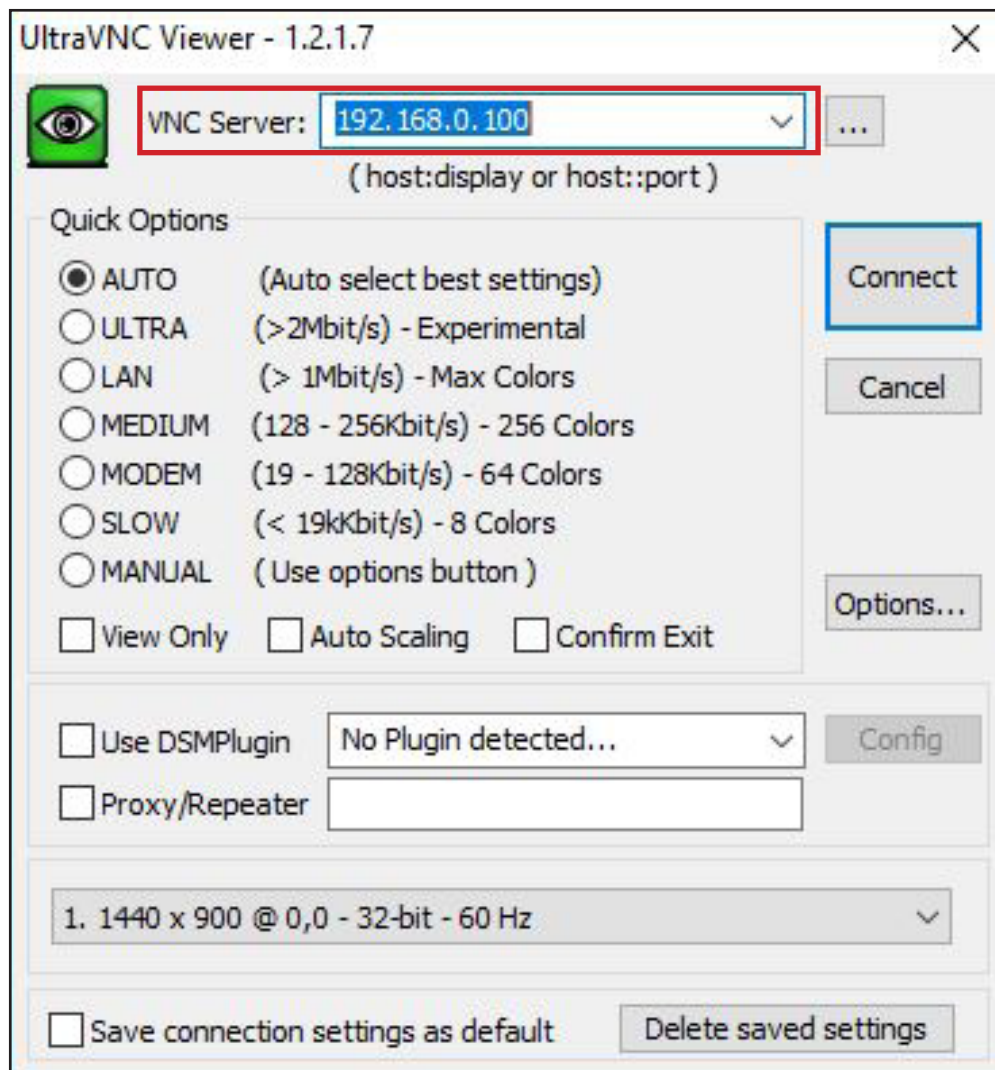 UltraVNC Viewer - 1.2.1.7
VNC Server: 192.168.0.100 ...
( host:display or host::port )
Quick Options
AUTO (Auto select best settings)
ULTRA (>2Mbit/s) - Experimental
LAN (> 1Mbit/s) - Max Colors
MEDIUM (128 - 256Kbit/s) - 256 Colors
MODEM (19 - 128Kbit/s) - 64 Colors
SLOW (< 19kKbit/s) - 8 Colors
MANUAL ( Use options button )
View Only Auto Scaling Confirm Exit
Connect
Cancel
Options...
Use DSMPlugin No Plugin detected... Config
Proxy/Repeater
1. 1440 x 900 @ 0,0 - 32-bit - 60 Hz
Save connection settings as default Delete saved settings